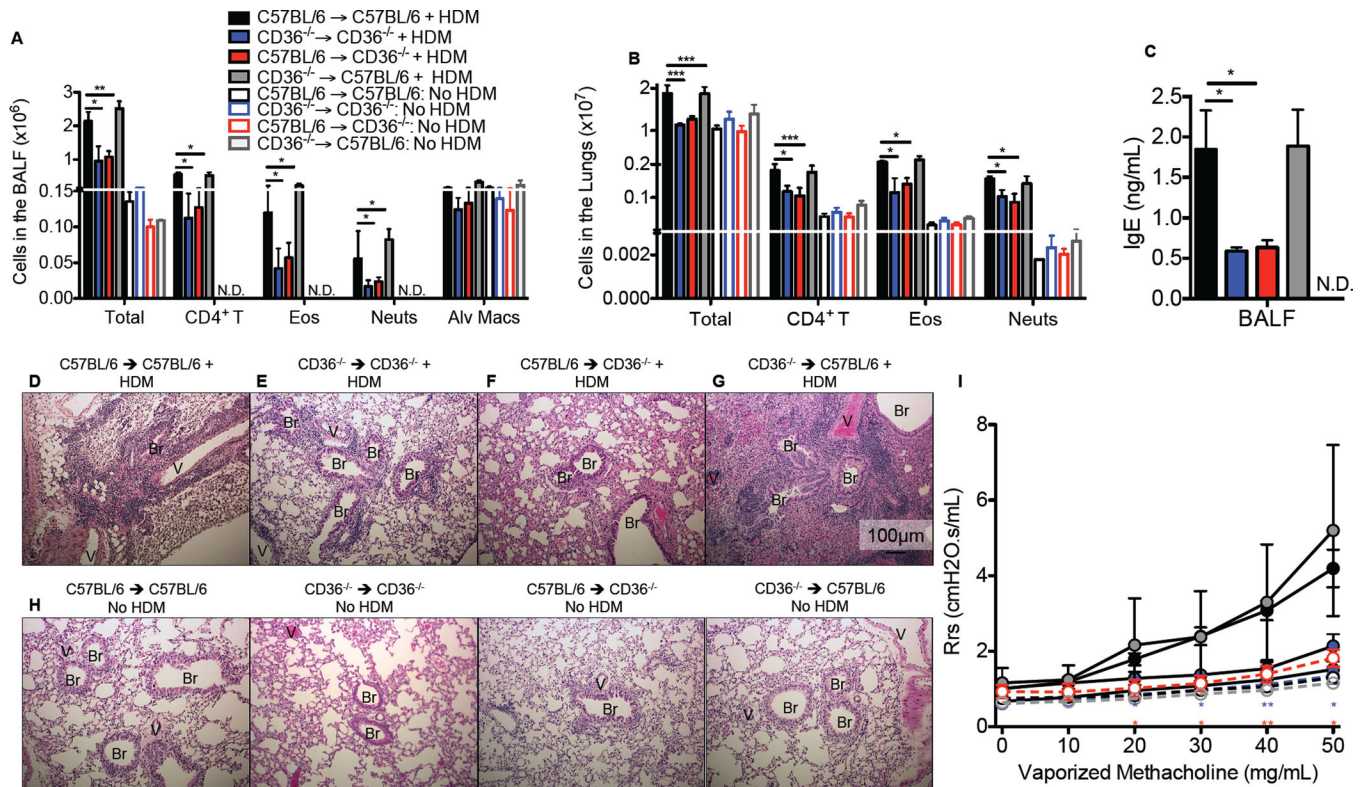 C57BL/6 → C57BL/6 + HDM
CD36-/- → CD36-/- + HDM
C57BL/6 → CD36-/- + HDM
CD36-/- → C57BL/6 + HDM
C57BL/6 → C57BL/6: No HDM
CD36-/- → CD36-/-: No HDM
C57BL/6 → CD36-/-: No HDM
CD36-/- → C57BL/6: No HDM
A
Cells in the BALF (x10⁶)
3
2
1
0.15
0.10
0.05
0.00
** 
*
*
*
*
*
*
*
N.D.
N.D.
N.D.
Total CD4⁺ T Eos Neuts Alv Macs
B
Cells in the Lungs (x10⁷)
2
1
0.2
0.1
0.002
0.000
***
***
***
*
*
*
*
*
Total CD4⁺ T Eos Neuts
C
IgE (ng/mL)
2.5
2.0
1.5
1.0
0.5
0.0
*
*
N.D.
BALF
C57BL/6 ➔ C57BL/6 +
D HDM
Br
V
V
CD36-/- ➔ CD36-/- +
E HDM
Br
V
Br
Br
Br
Br
V
C57BL/6 ➔ CD36-/- +
F HDM
Br
Br
Br
CD36-/- ➔ C57BL/6 +
G HDM
Br
V
Br
V
Br
Br
100μm
C57BL/6 ➔ C57BL/6
H No HDM
V
Br
Br
Br
V
Br
CD36-/- ➔ CD36-/-
No HDM
V
Br
Br
C57BL/6 ➔ CD36-/-
No HDM
V
Br
CD36-/- ➔ C57BL/6
No HDM
V
Br
V
Br
I
Rrs (cmH2O.s/mL)
8
6
4
2
0
* * ** *
* * ** *
0 10 20 30 40 50
Vaporized Methacholine (mg/mL)